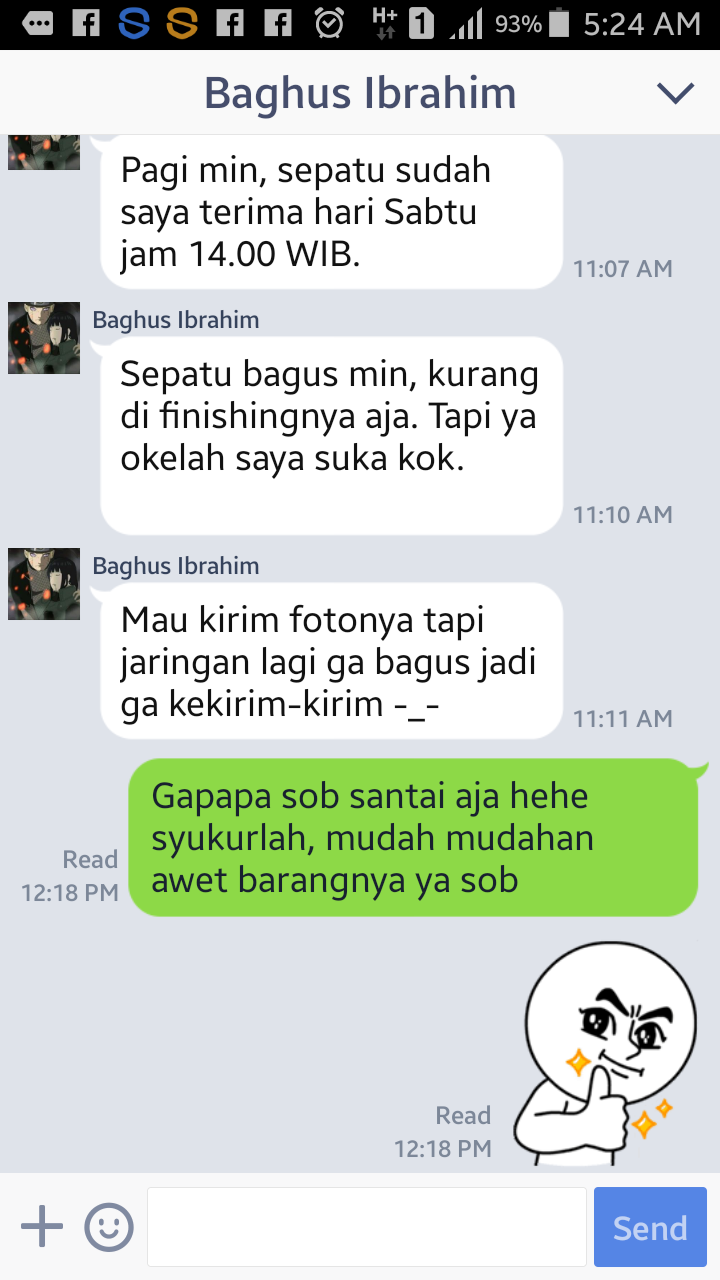 93% 5:24 AM
H+
1
Baghus Ibrahim
Pagi min, sepatu sudah
saya terima hari Sabtu
jam 14.00 WIB.
11:07 AM
Baghus Ibrahim
Sepatu bagus min, kurang
di finishingnya aja. Tapi ya
okelah saya suka kok.
11:10 AM
Baghus Ibrahim
Mau kirim fotonya tapi
jaringan lagi ga bagus jadi
ga kekirim-kirim -_-
11:11 AM
Gapapa sob santai aja hehe
syukurlah, mudah mudahan
awet barangnya ya sob
Read
12:18 PM
Read
12:18 PM
Send